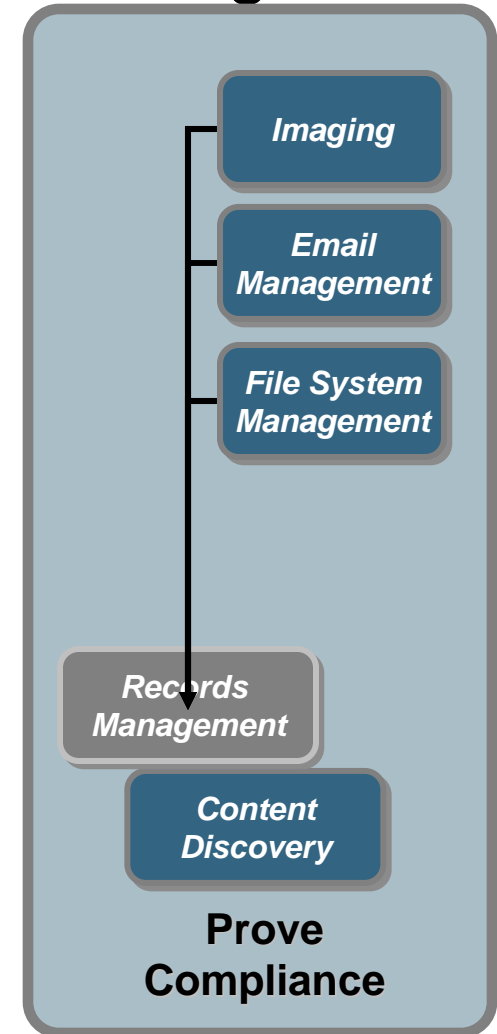 Imaging
Email
Management
File System
Management
Records
Management
Content
Discovery
Prove
Compliance